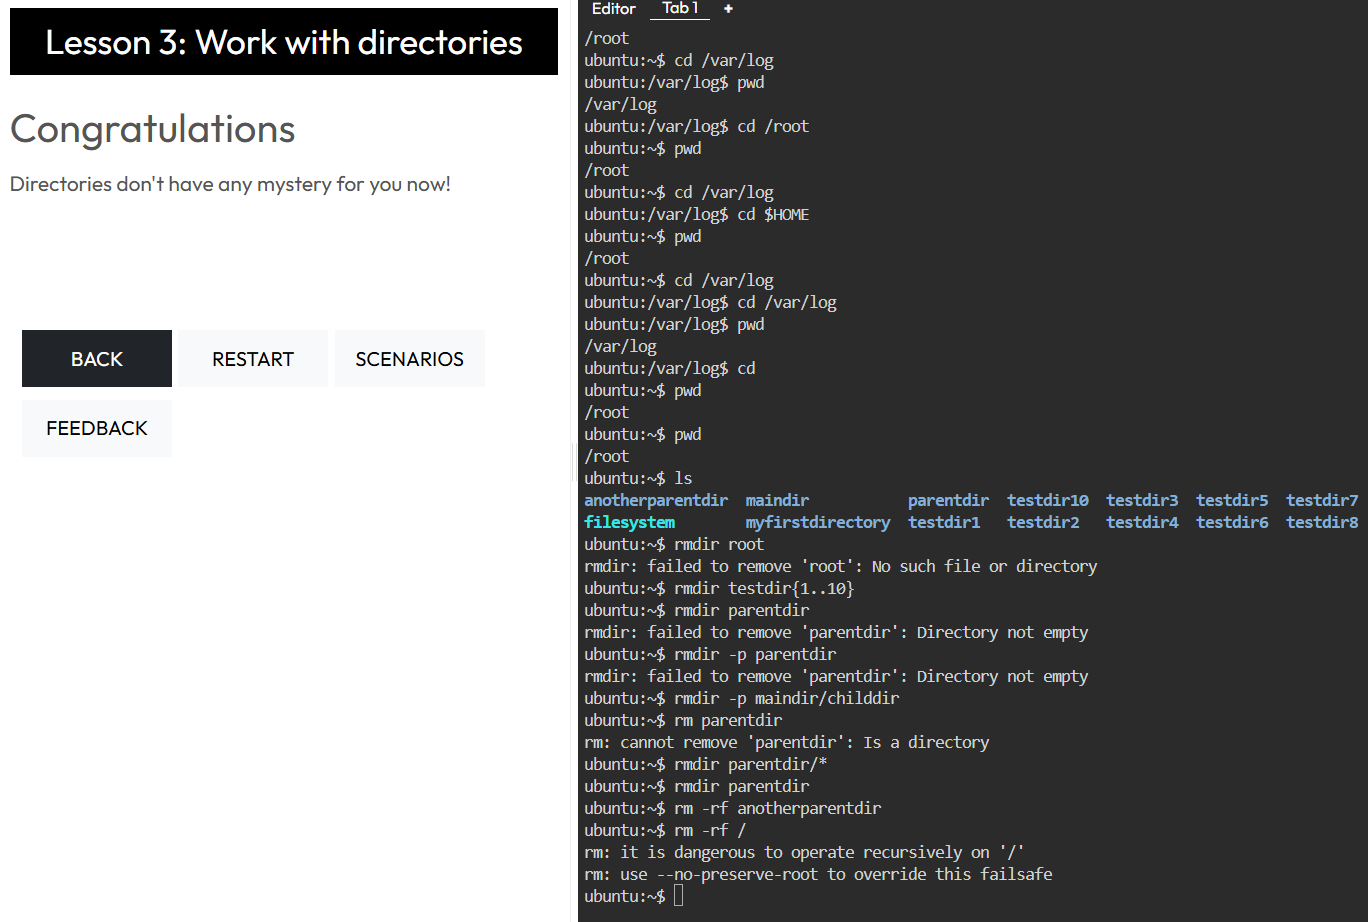 Lesson 3: Work with directories
Congratulations
Directories don't have any mystery for you now!
BACK
RESTART
SCENARIOS
FEEDBACK
Editor Tab 1 +
/root
ubuntu:~$ cd /var/log
ubuntu:/var/log$ pwd
/var/log
ubuntu:/var/log$ cd /root
ubuntu:~$ pwd
/root
ubuntu:~$ cd /var/log
ubuntu:/var/log$ cd $HOME
ubuntu:~$ pwd
/root
ubuntu:~$ cd /var/log
ubuntu:/var/log$ cd /var/log
ubuntu:/var/log$ pwd
/var/log
ubuntu:/var/log$ cd
ubuntu:~$ pwd
/root
ubuntu:~$ pwd
/root
ubuntu:~$ ls
anotherparentdir  maindir           parentdir  testdir10  testdir3  testdir5  testdir7
filesystem        myfirstdirectory  testdir1   testdir2   testdir4  testdir6  testdir8
ubuntu:~$ rmdir root
rmdir: failed to remove 'root': No such file or directory
ubuntu:~$ rmdir testdir{1..10}
ubuntu:~$ rmdir parentdir
rmdir: failed to remove 'parentdir': Directory not empty
ubuntu:~$ rmdir -p parentdir
rmdir: failed to remove 'parentdir': Directory not empty
ubuntu:~$ rmdir -p maindir/childdir
ubuntu:~$ rm parentdir
rm: cannot remove 'parentdir': Is a directory
ubuntu:~$ rmdir parentdir/*
ubuntu:~$ rmdir parentdir
ubuntu:~$ rm -rf anotherparentdir
ubuntu:~$ rm -rf /
rm: it is dangerous to operate recursively on '/'
rm: use --no-preserve-root to override this failsafe
ubuntu:~$